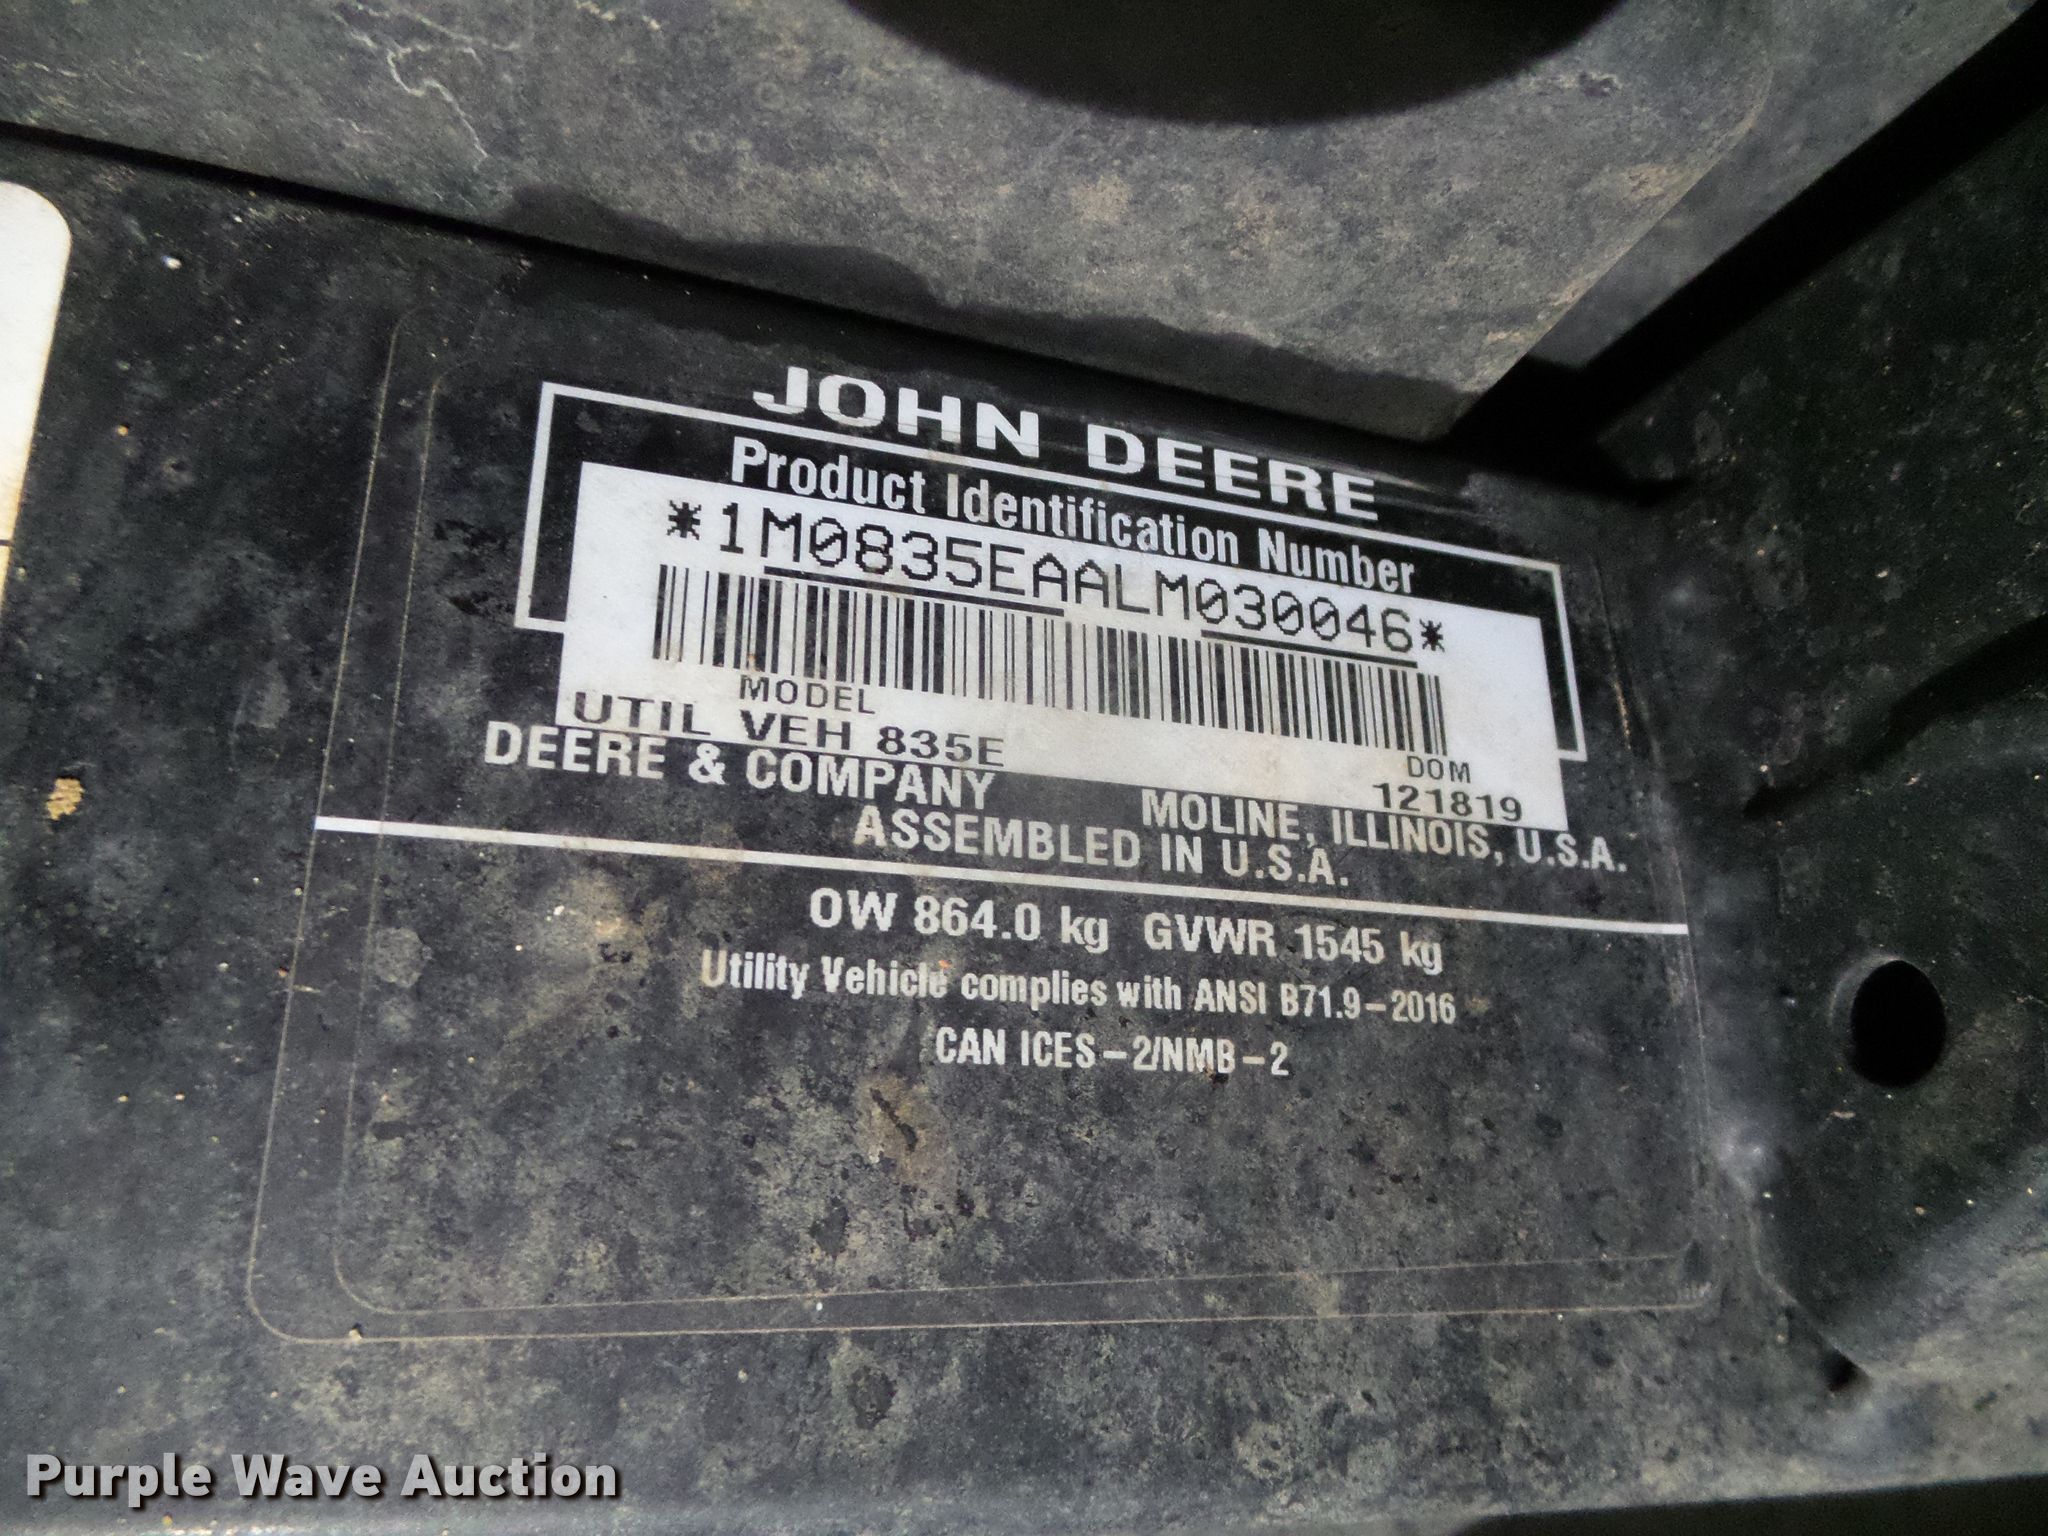 JOHN DEERE
Product Identification Number
*1M0835EAALM030046*
MODEL
UTIL VEH 835E
DOM
121819
DEERE & COMPANY MOLINE, ILLINOIS, U.S.A.
ASSEMBLED IN U.S.A.
OW 864.0 kg GVWR 1545 kg
Utility Vehicle complies with ANSI B71.9-2016
CAN ICES-2/NMB-2
Purple Wave Auction